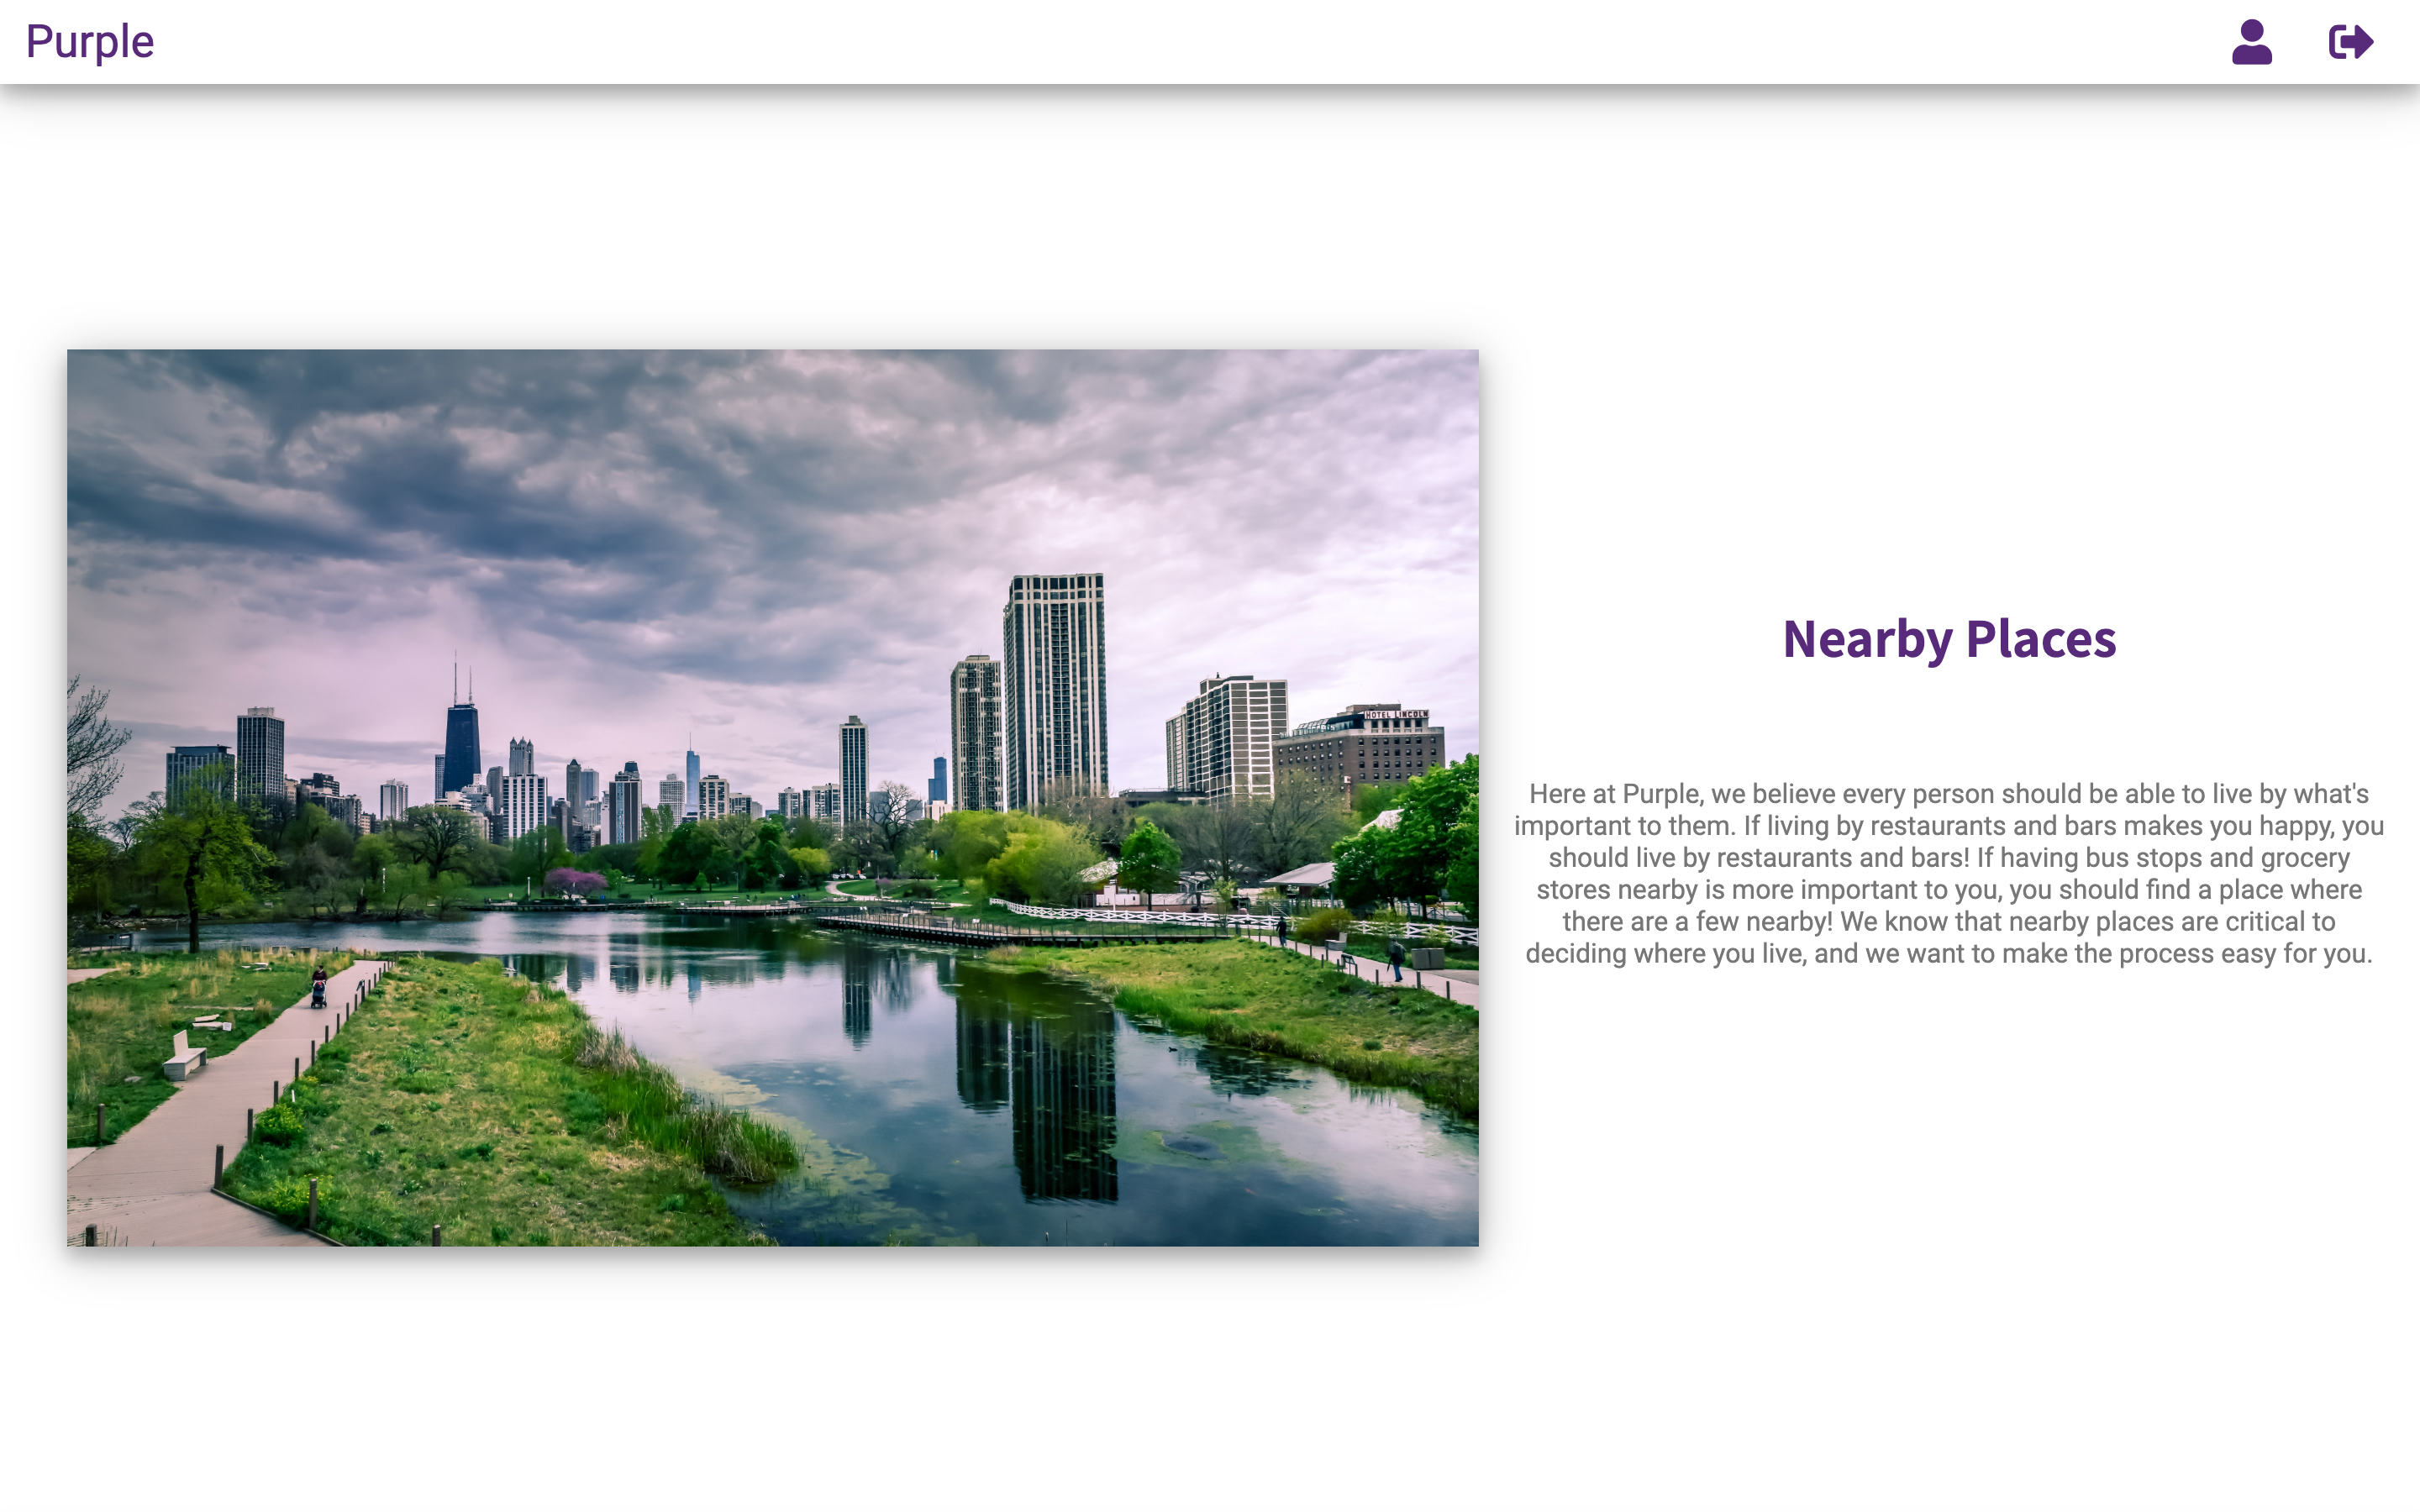 Purple
HOTEL LINCOLN
Nearby Places
Here at Purple, we believe every person should be able to live by what's
important to them. If living by restaurants and bars makes you happy, you
should live by restaurants and bars! If having bus stops and grocery
stores nearby is more important to you, you should find a place where
there are a few nearby! We know that nearby places are critical to
deciding where you live, and we want to make the process easy for you.